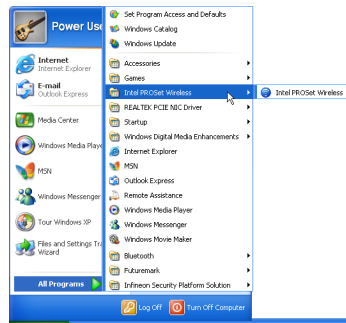 Power Use
Internet
Internet Explorer
E-mail
Outlook Express
Media Center
Windows Media Playe
MSN
Windows Messenger
Tour Windows XP
Files and Settings Tra
Wizard
All Programs
Set Program Access and Defaults
Windows Catalog
Windows Update
Accessories
Games
Intel PROSet Wireless
REALTEK PCIE NIC Driver
Startup
Windows Digital Media Enhancements
Internet Explorer
MSN
Outlook Express
Remote Assistance
Windows Media Player
Windows Messenger
Windows Movie Maker
Bluetooth
Futuremark
Infineon Security Platform Solution
Intel PROSet Wireless
Log Off
Turn Off Computer